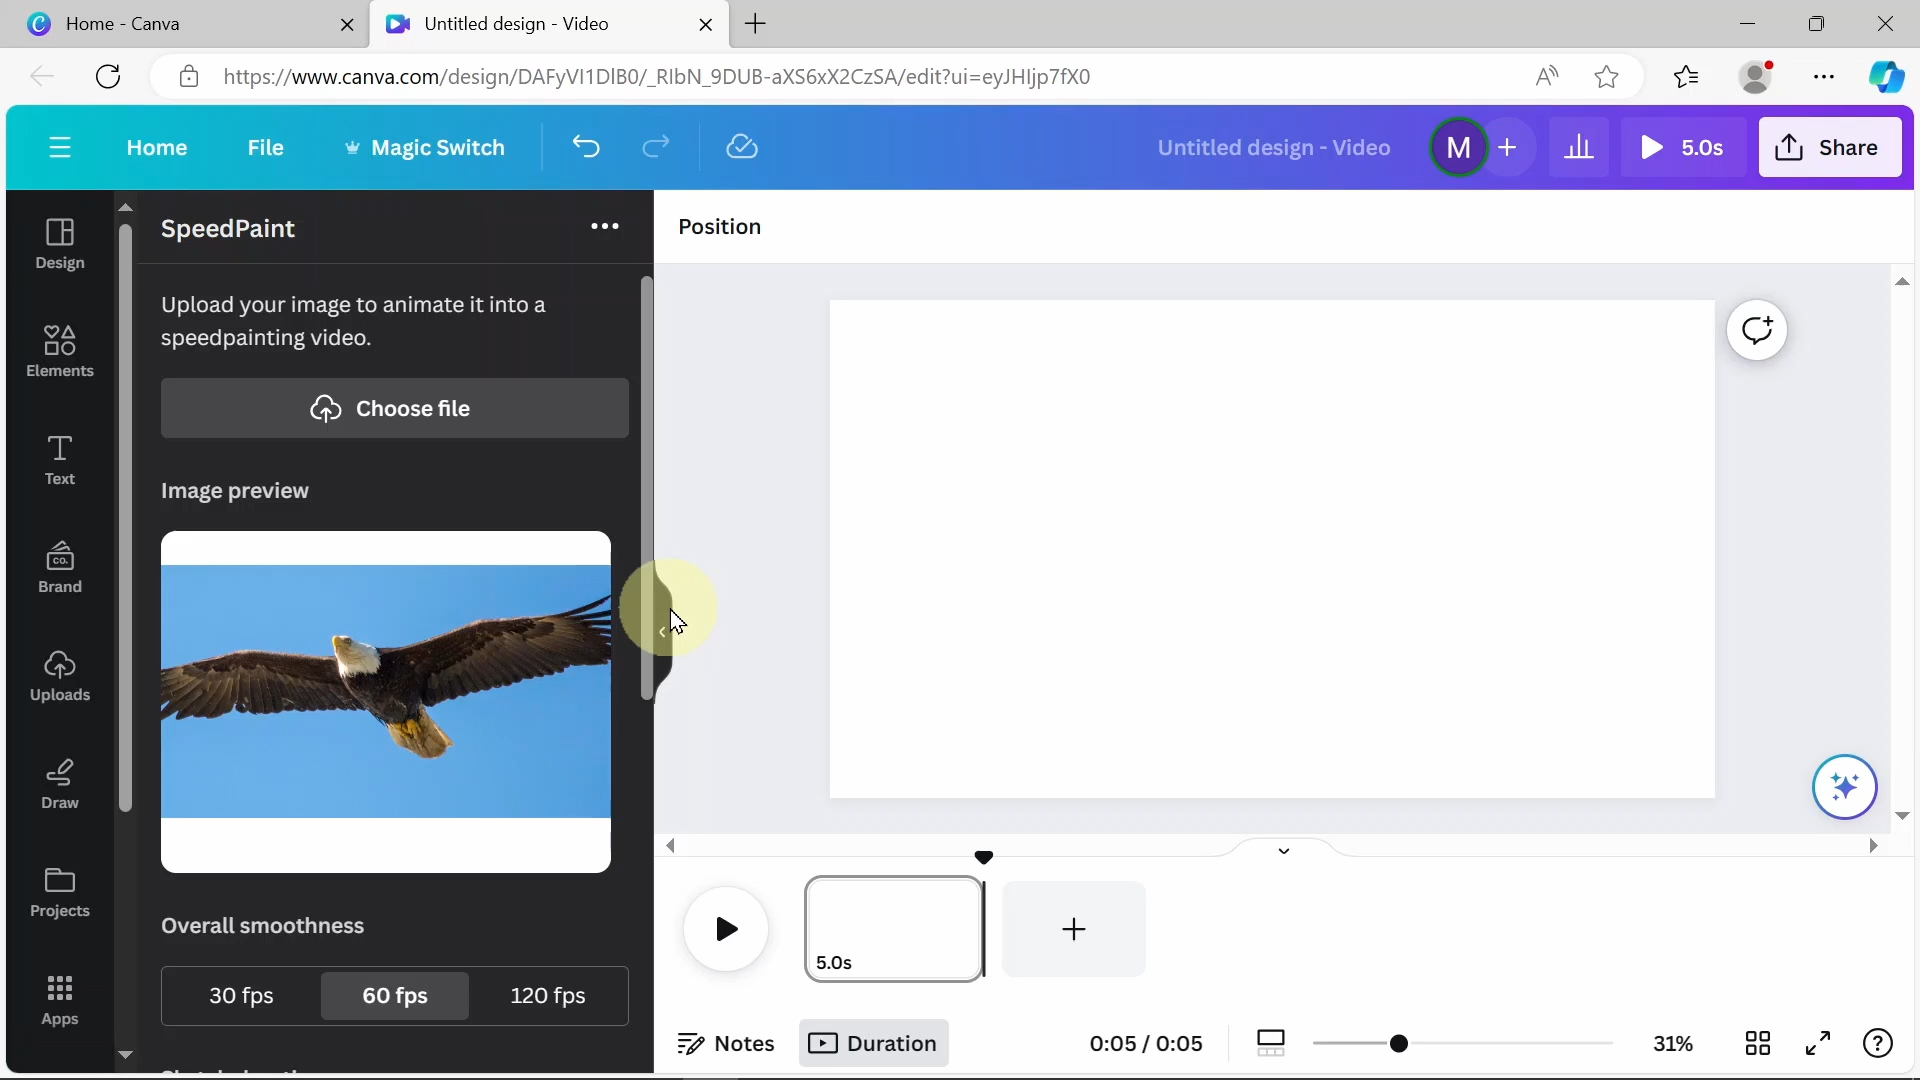 Home - Canva
Untitled design - Video
https://www.canva.com/design/DAFyVI1DlB0/_RIbN_9DUB-aXS6xX2CzSA/edit?ui=eyJHIjp7fX0
Home
File
Magic Switch
Untitled design - Video
M
5.0s
Share
Design
Elements
Text
CO.
Brand
Uploads
Draw
Projects
Apps
SpeedPaint
Upload your image to animate it into a
speedpainting video.
Choose file
Image preview
Overall smoothness
30 fps
60 fps
120 fps
Position
5.0s
Notes
Duration
0:05 / 0:05
31%